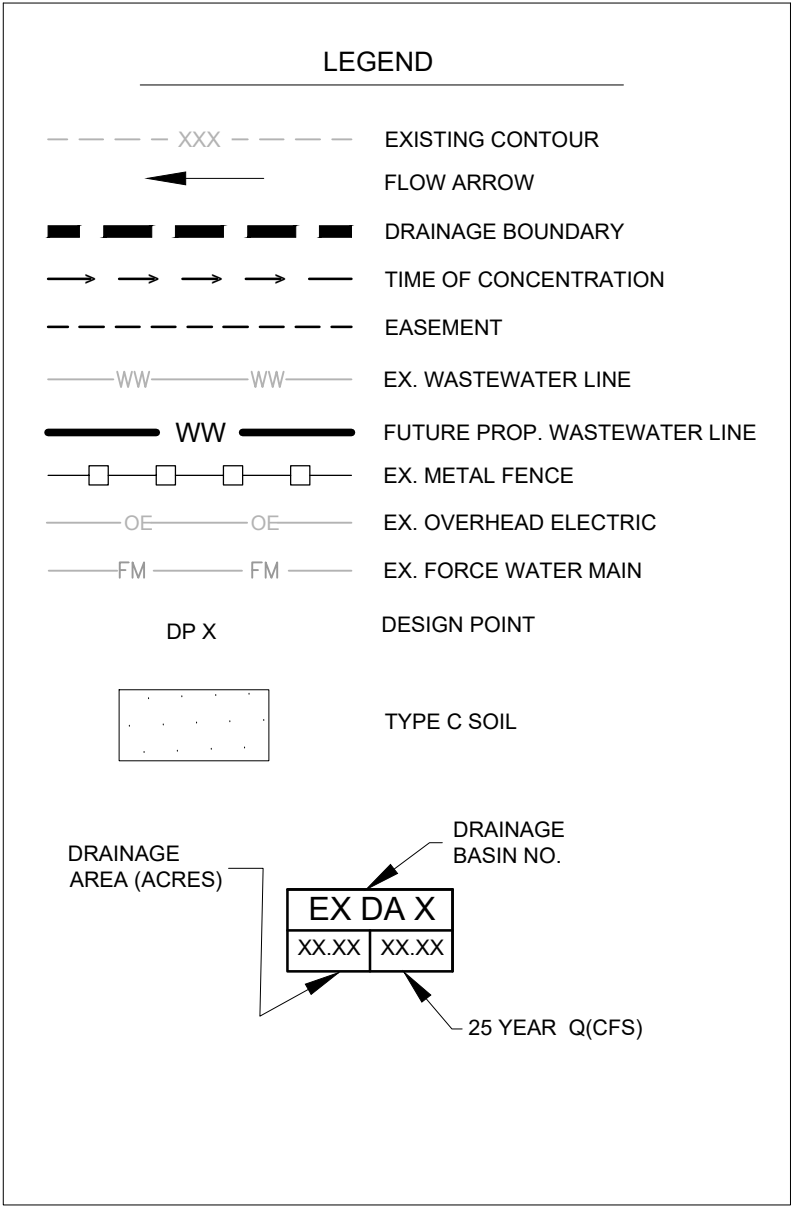 LEGEND
XXX EXISTING CONTOUR
FLOW ARROW
DRAINAGE BOUNDARY
TIME OF CONCENTRATION
EASEMENT
WW WW EX. WASTEWATER LINE
WW FUTURE PROP. WASTEWATER LINE
EX. METAL FENCE
OE OE EX. OVERHEAD ELECTRIC
FM FM EX. FORCE WATER MAIN
DP X DESIGN POINT
TYPE C SOIL
DRAINAGE
BASIN NO.
DRAINAGE
AREA (ACRES)
EX DA X
XX.XX XX.XX
25 YEAR Q(CFS)